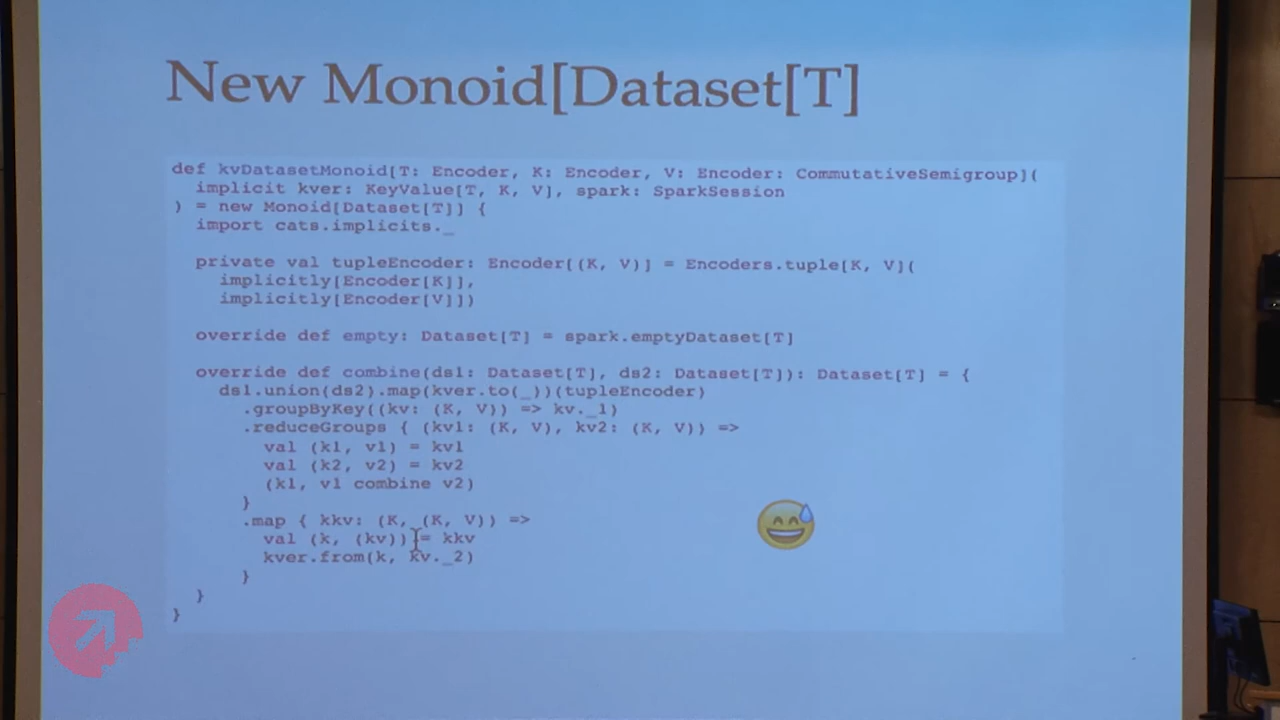 New Monoid[Dataset[T]
def kvDatasetMonoid[T: Encoder, K: Encoder, V: Encoder: CommutativeSemigroup](
implicit kver: KeyValue[T, K, V], spark: SparkSession
) = new Monoid[Dataset[T]] {
import cats.implicits._
private val tupleEncoder: Encoder[(K, V)] = Encoders.tuple[K, V](
implicitly[Encoder[K]],
implicitly[Encoder[V]])
override def empty: Dataset[T] = spark.emptyDataset[T]
override def combine(ds1: Dataset[T], ds2: Dataset[T]): Dataset[T] = {
ds1.union(ds2).map(kver.to(_))(tupleEncoder)
.groupByKey((kv: (K, V)) => kv._1)
.reduceGroups { (kv1: (K, V), kv2: (K, V)) =>
val (k1, v1) = kv1
val (k2, v2) = kv2
(k1, v1 combine v2)
}
.map { kkv: (K, (K, V)) =>
val (k, (kv)) = kkv
kver.from(k, kv._2)
}
}
}